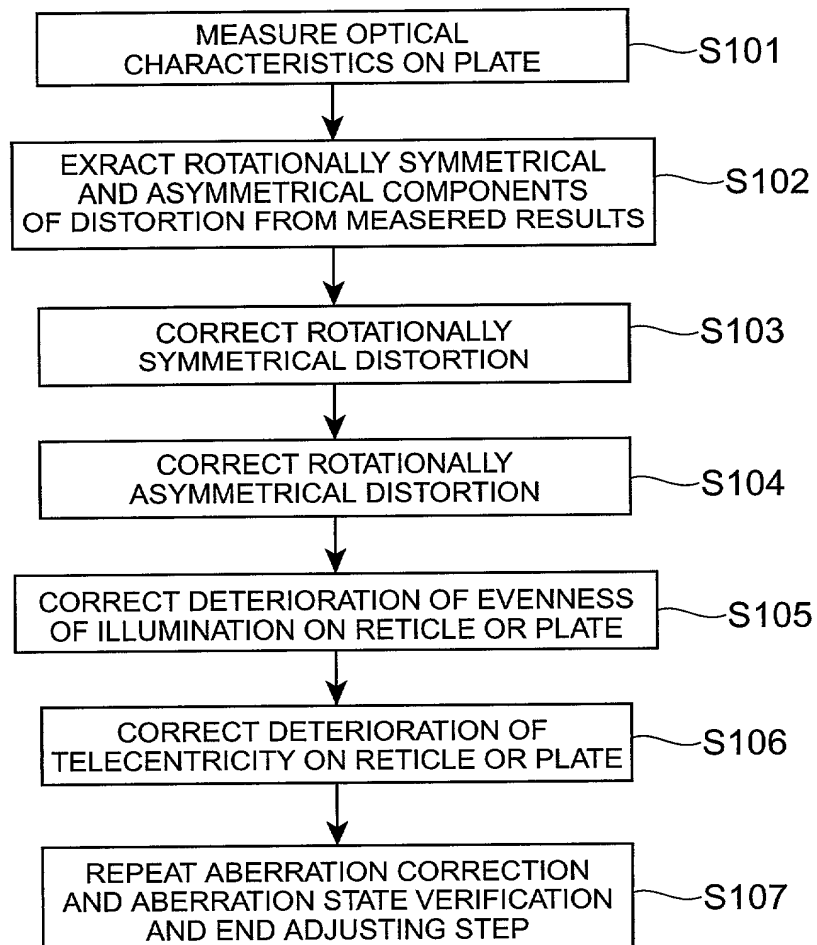 MEASURE OPTICAL
CHARACTERISTICS ON PLATE
S101
EXRACT ROTATIONALLY SYMMETRICAL
AND ASYMMETRICAL COMPONENTS
OF DISTORTION FROM MEASERED RESULTS
S102
CORRECT ROTATIONALLY
SYMMETRICAL DISTORTION
S103
CORRECT ROTATIONALLY
ASYMMETRICAL DISTORTION
S104
CORRECT DETERIORATION OF EVENNESS
OF ILLUMINATION ON RETICLE OR PLATE
S105
CORRECT DETERIORATION OF
TELECENTRICITY ON RETICLE OR PLATE
S106
REPEAT ABERRATION CORRECTION
AND ABERRATION STATE VERIFICATION
AND END ADJUSTING STEP
S107